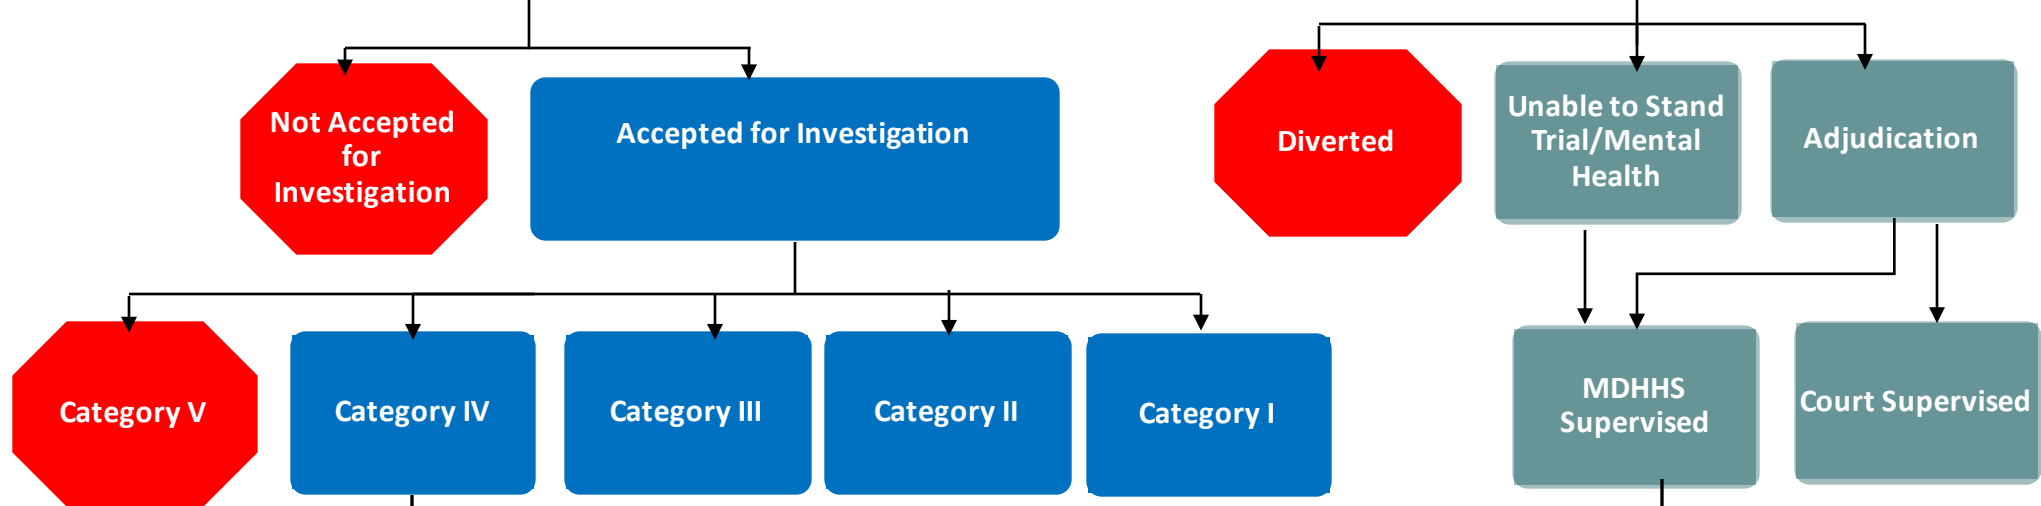 Not Accepted
for
Investigation
Accepted for Investigation
Diverted
Unable to Stand
Trial/Mental
Health
Adjudication
Category V
Category IV
Category III
Category II
Category I
MDHHS
Supervised
Court Supervised